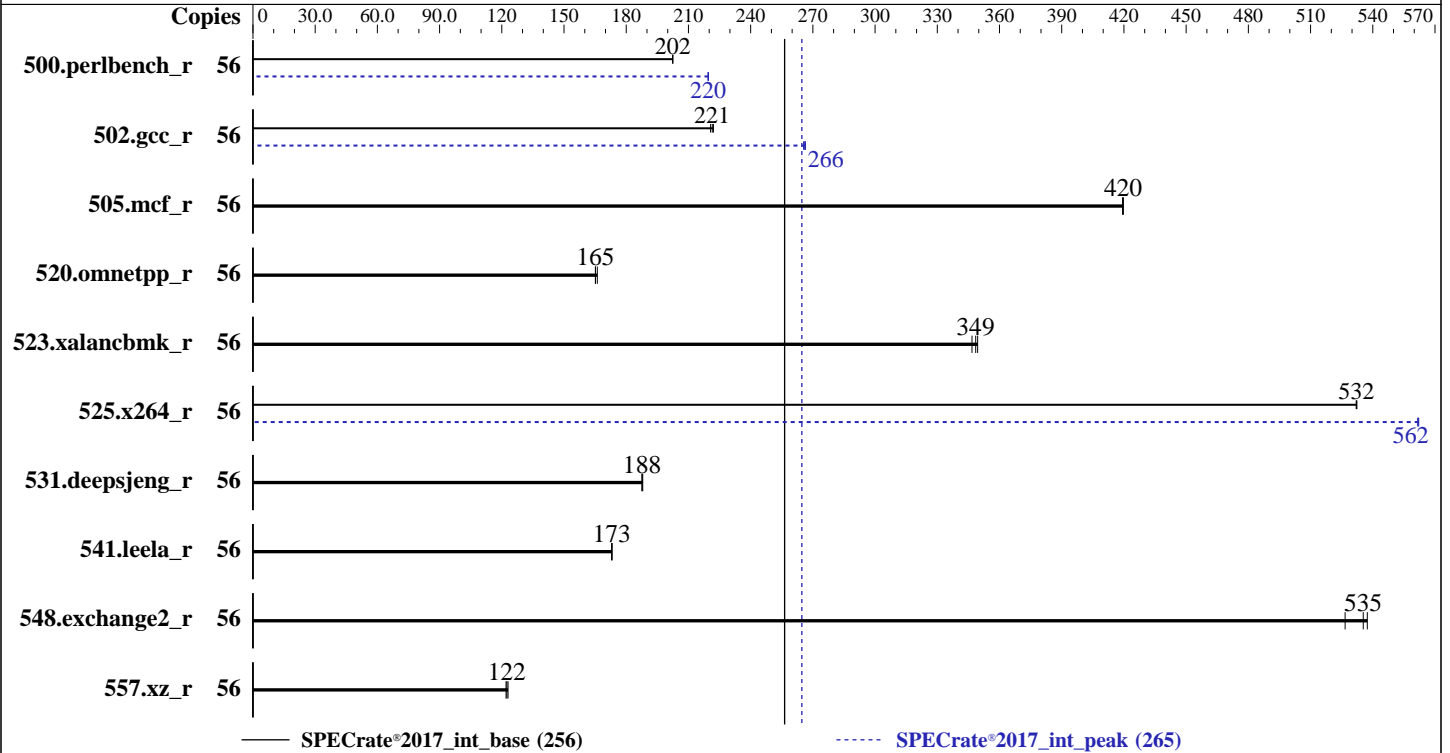 Copies 0 30.0 60.0 90.0 120 150 180 210 240 270 300 330 360 390 420 450 480 510 540 570
500.perlbench_r 56 202
220
502.gcc_r 56 221
266
505.mcf_r 56 420
520.omnetpp_r 56 165
523.xalancbmk_r 56 349
525.x264_r 56 532
562
531.deepsjeng_r 56 188
541.leela_r 56 173
548.exchange2_r 56 535
557.xz_r 56 122
SPECrate®2017_int_base (256) SPECrate®2017_int_peak (265)